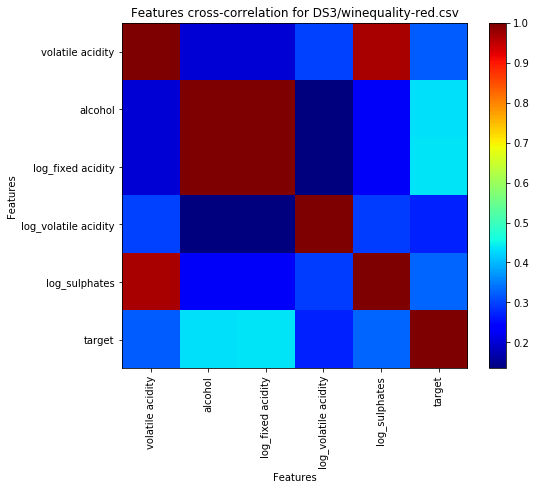 Features cross-correlation for DS3/winequality-red.csv
volatile acidity
alcohol
log_fixed acidity
log_volatile acidity
log_sulphates
target
Features
volatile acidity
alcohol
log_fixed acidity
log_volatile acidity
log_sulphates
target
Features
1.0
0.9
0.8
0.7
0.6
0.5
0.4
0.3
0.2